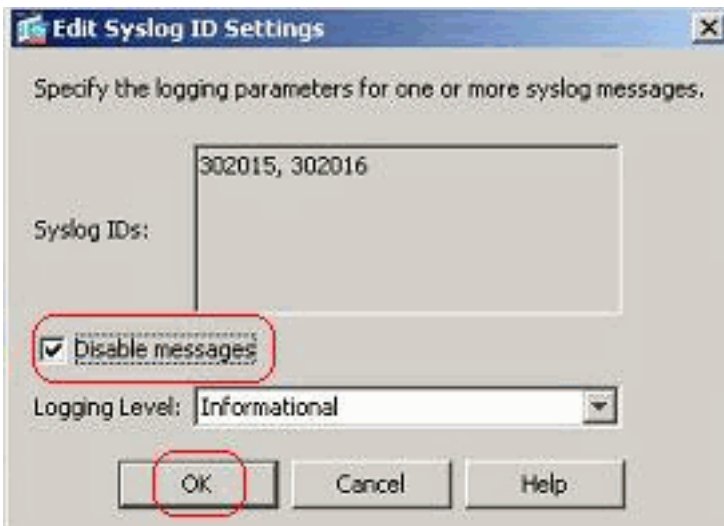 Edit Syslog ID Settings
Specify the logging parameters for one or more syslog messages.
302015, 302016
Syslog IDs:
Disable messages
Logging Level: Informational
OK Cancel Help